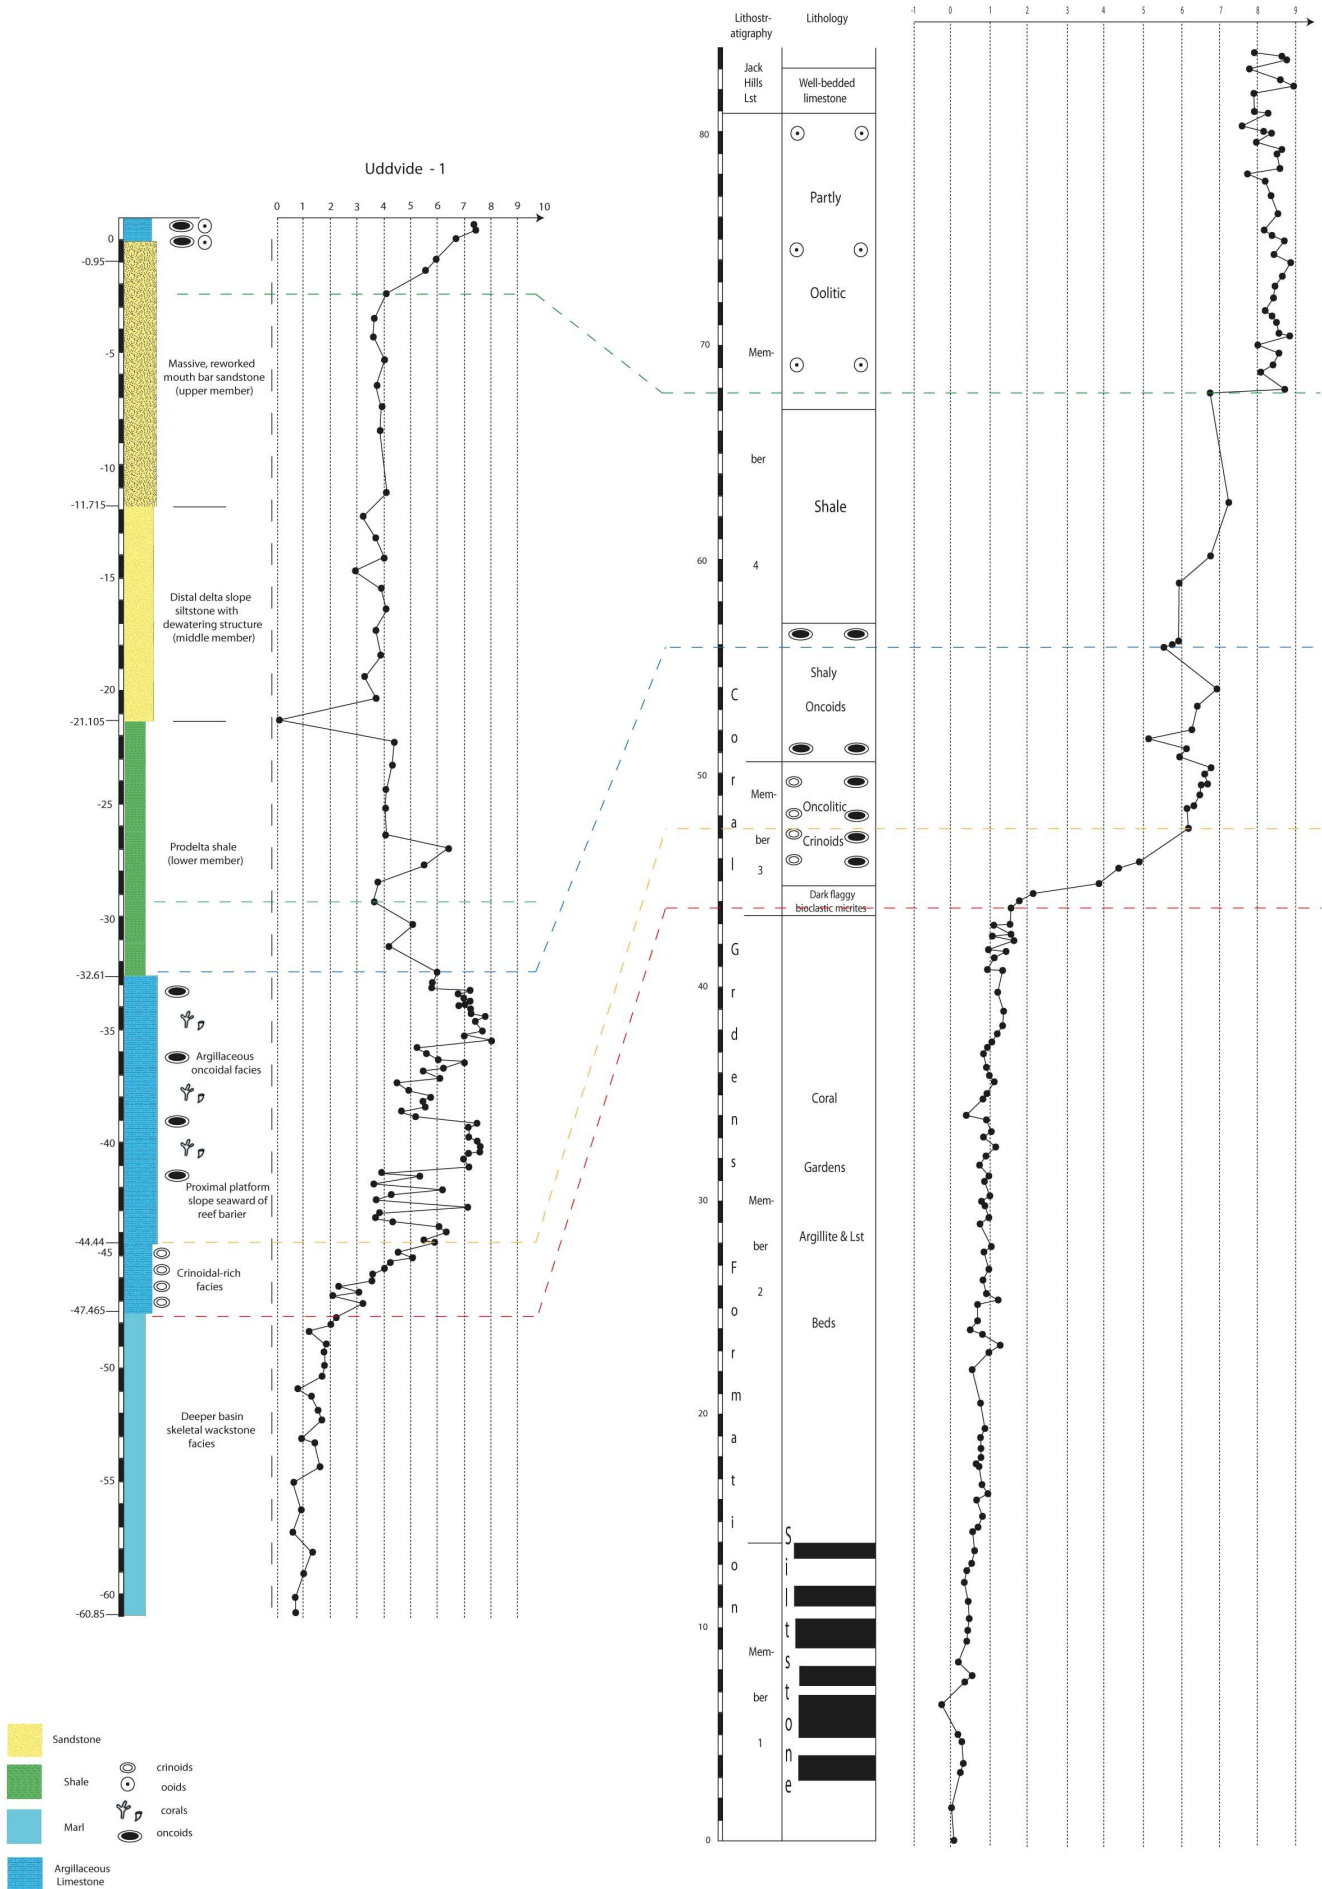 Uddvide - 1
0 1 2 3 4 5 6 7 8 9 10
0
-0.95
-5
-10
-11.715
-15
-20
-21.105
-25
-30
-32.61
-35
-40
-44.44
-45
-47.465
-50
-55
-60
-60.85
Massive, reworked
mouth bar sandstone
(upper member)
Distal delta slope
siltstone with
dewatering structure
(middle member)
Prodelta shale
(lower member)
Argillaceous
oncoidal facies
Proximal platform
slope seaward of
reef barier
Crinoidal-rich
facies
Deeper basin
skeletal wackstone
facies
Sandstone
Shale
Marl
Argillaceous
Limestone
crinoids
ooids
corals
oncoids
Lithostr-
atigraphy
Lithology
-1 0 1 2 3 4 5 6 7 8 9
80
70
60
50
40
30
20
10
0
Jack
Hills
Lst
Mem-
ber
4
Mem-
ber
3
Mem-
ber
2
Mem-
ber
1
C
o
r
a
l
G
r
d
e
n
s
F
o
r
m
a
t
i
o
n
Well-bedded
limestone
Partly
Oolitic
Shale
Shaly
Oncoids
Oncolitic
Crinoids
Dark flaggy
bioclastic micrites
Coral
Gardens
Argillite & Lst
Beds
S
i
l
t
s
t
o
n
e